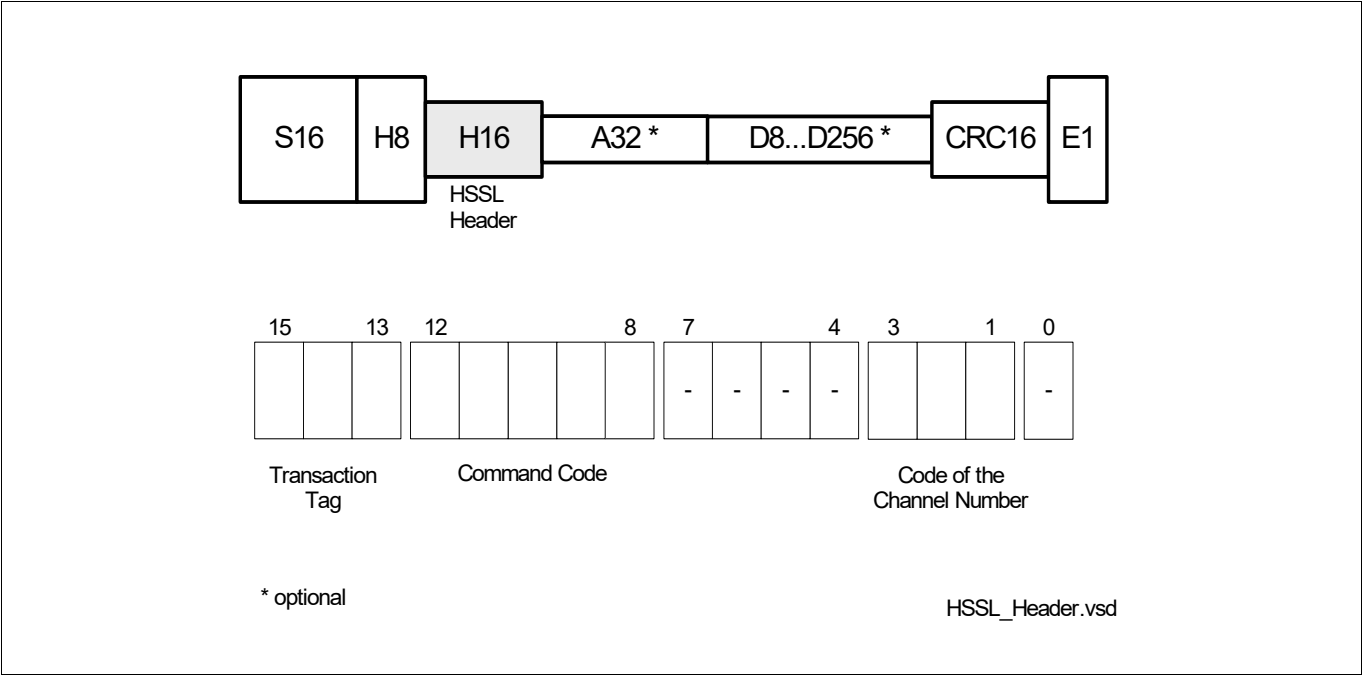 S16 H8 H16 A32 * D8...D256 * CRC16 E1
HSSL
Header
15 13 12 8 7 4 3 1 0
- - - - -
Transaction Command Code Code of the
Tag Channel Number
* optional
HSSL_Header.vsd